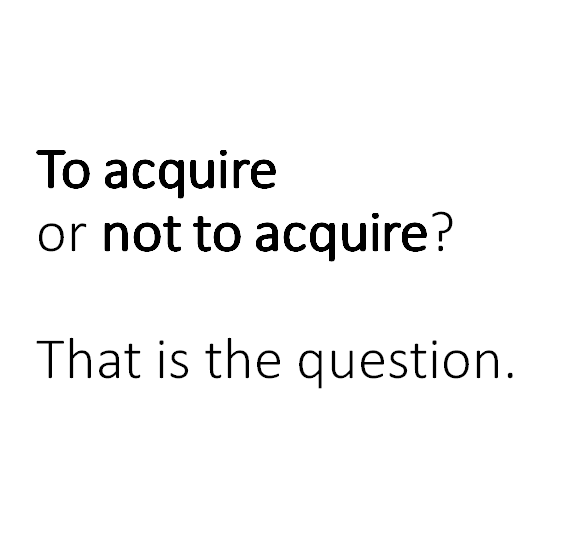 To acquire
or not to acquire?
That is the question.